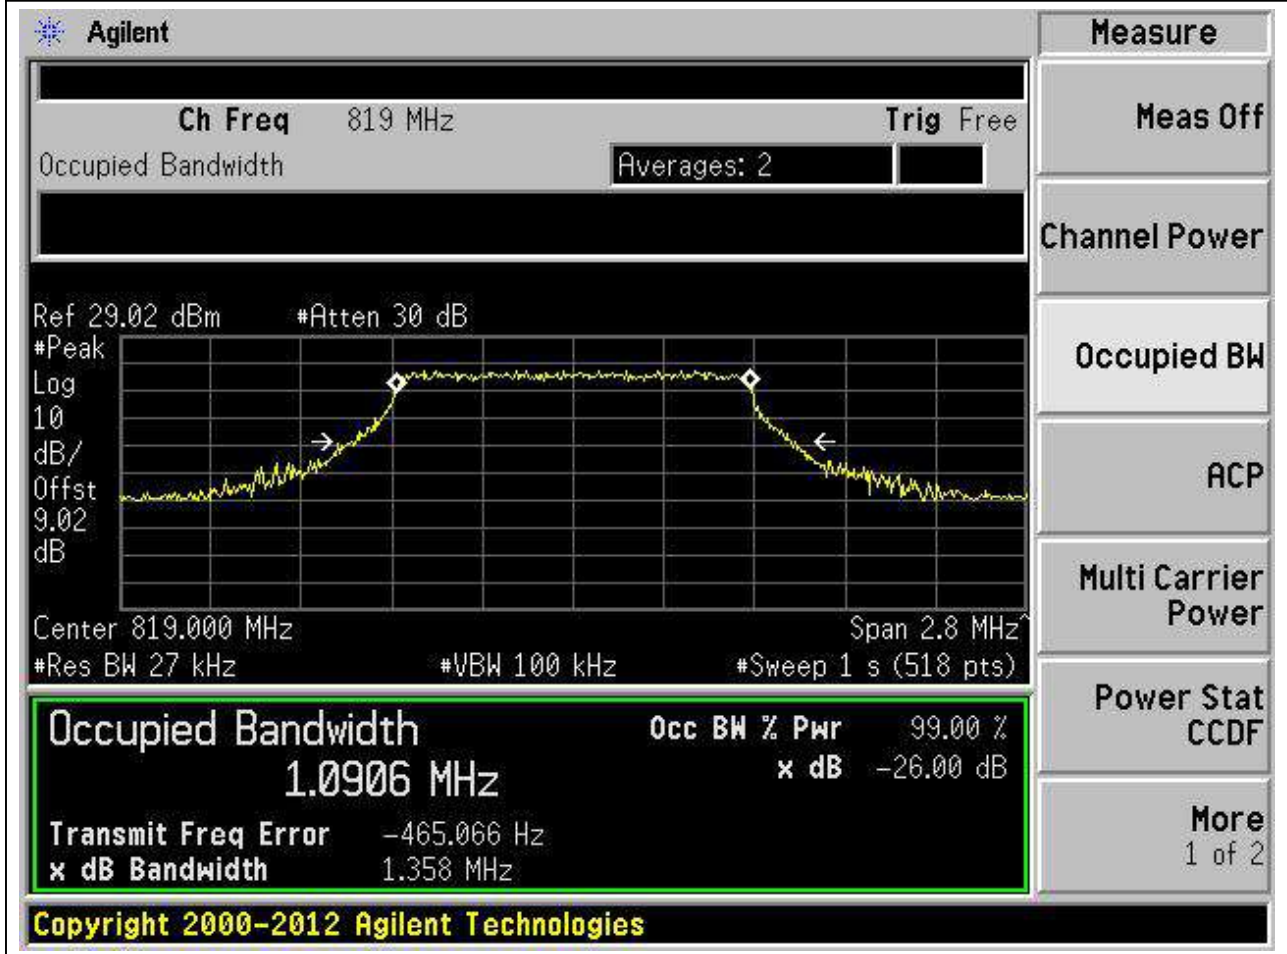 Agilent
Measure
Ch Freq 819 MHz Trig Free
Occupied Bandwidth Averages: 2
Meas Off
Channel Power
Occupied BW
ACP
Multi Carrier
Power
Power Stat
CCDF
More
1 of 2
Ref 29.02 dBm #Atten 30 dB
#Peak
Log
10
dB/
Offst
9.02
dB
Center 819.000 MHz Span 2.8 MHz^
#Res BW 27 kHz #VBW 100 kHz #Sweep 1 s (518 pts)
Occupied Bandwidth Occ BW % Pwr 99.00 %
1.0906 MHz x dB -26.00 dB
Transmit Freq Error -465.066 Hz
x dB Bandwidth 1.358 MHz
Copyright 2000-2012 Agilent Technologies